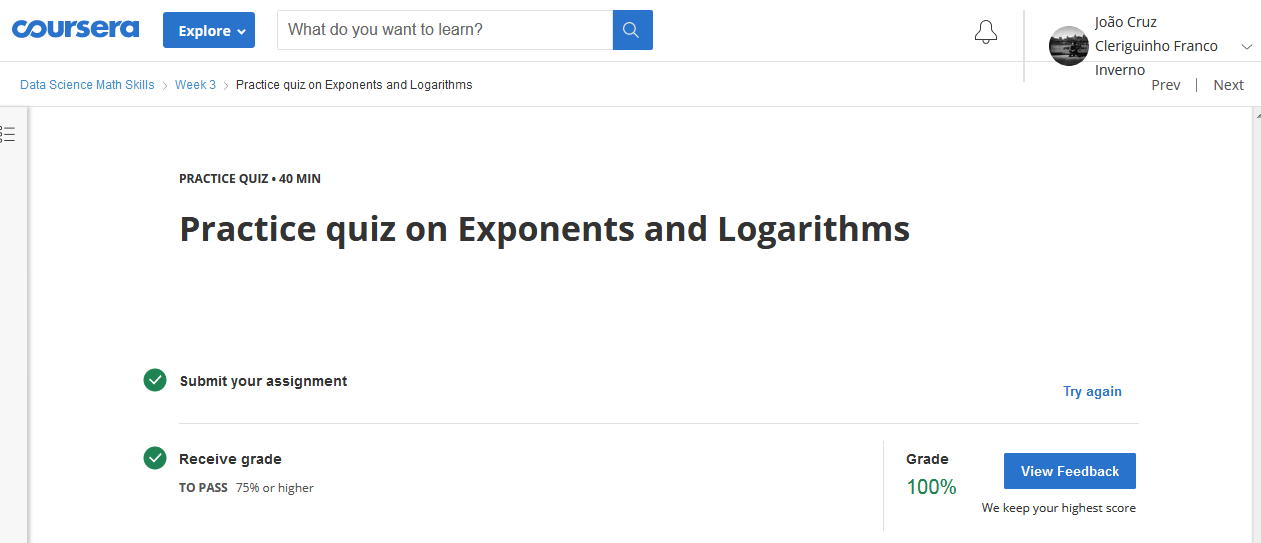 coursera
Explore
What do you want to learn?
João Cruz
Cleriguinho Franco
Inverno
Data Science Math Skills > Week 3 > Practice quiz on Exponents and Logarithms
Prev | Next
PRACTICE QUIZ • 40 MIN
Practice quiz on Exponents and Logarithms
Submit your assignment
Try again
Receive grade
TO PASS 75% or higher
Grade
100%
View Feedback
We keep your highest score